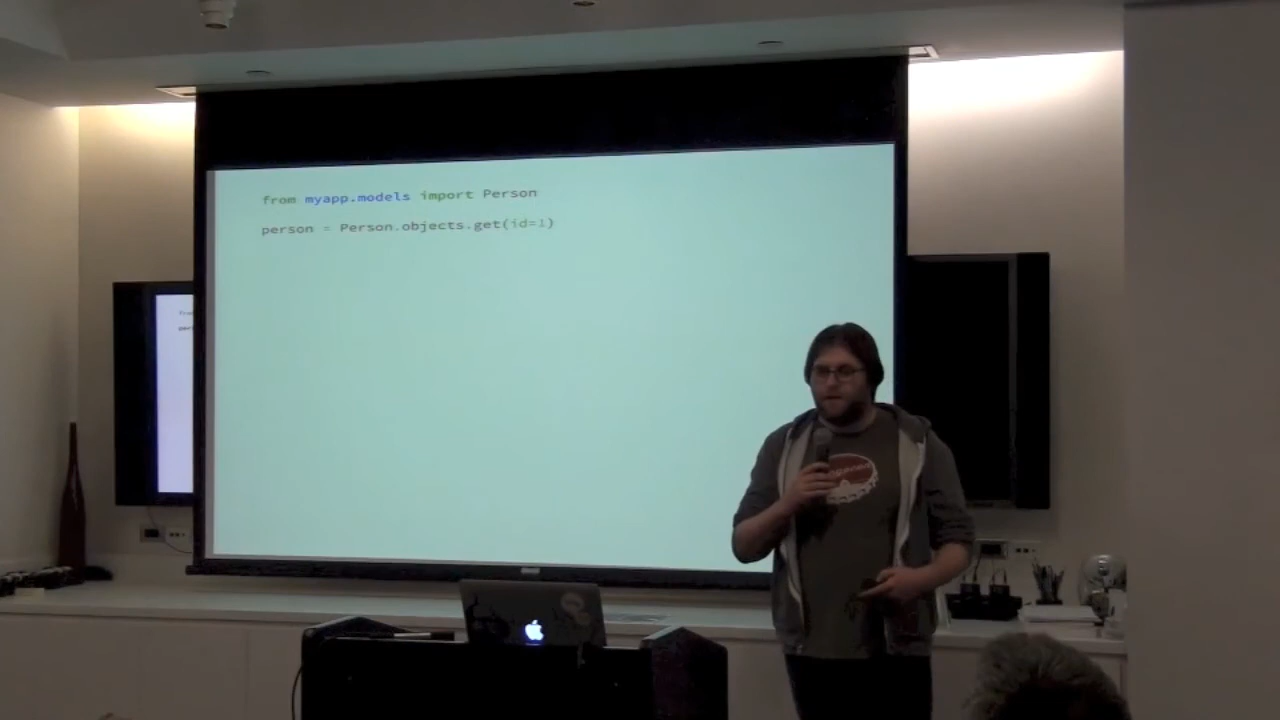 from myapp.models import Person
person = Person.objects.get(id=1)